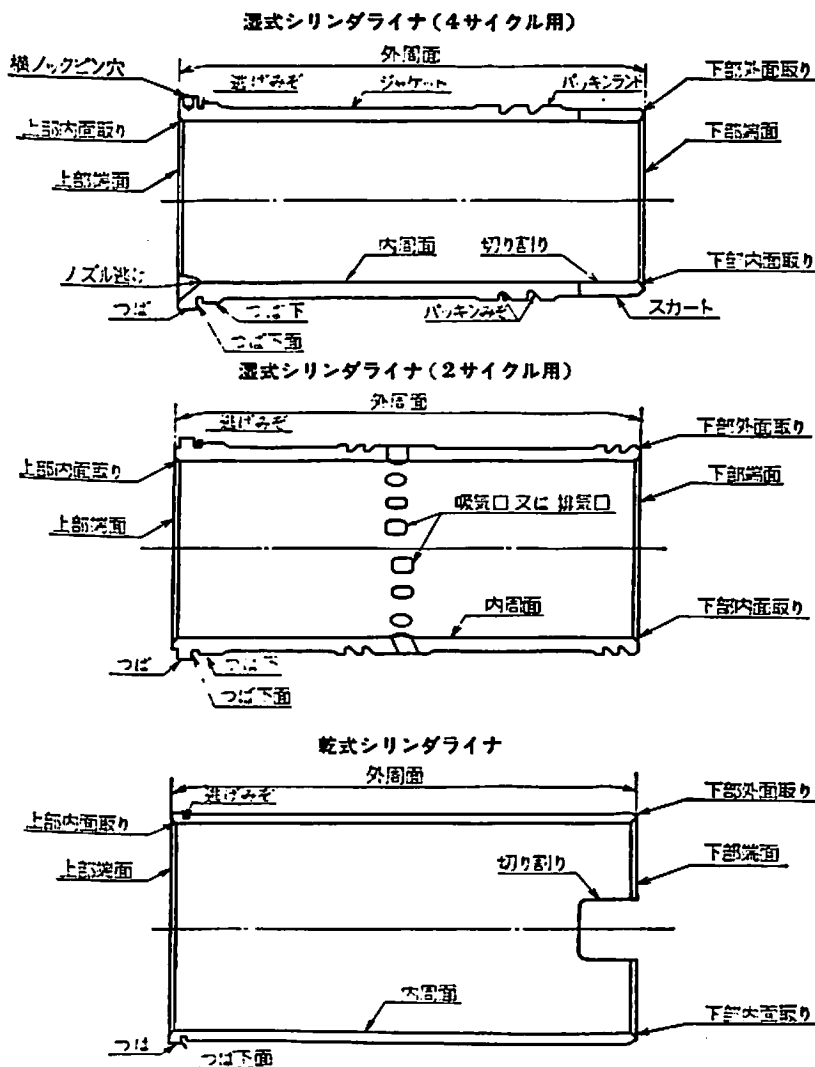 湿式シリンダライナ(4サイクル用)
外周面
横ノックピン穴
逃げみぞ
ジャケット
パッキンランド
下部外面取り
上部内面取り
下部端面
上部端面
内周面
切り割り
下部内面取り
ノズル逃げ
つば
つば下
パッキンみぞ
スカート
つば下面
湿式シリンダライナ(2サイクル用)
外周面
逃げみぞ
下部外面取り
上部内面取り
下部端面
吸気口又は排気口
上部端面
内周面
下部内面取り
つば
つば下
つば下面
乾式シリンダライナ
外周面
逃げみぞ
下部外面取り
上部内面取り
上部端面
切り割り
下部端面
内周面
下部内面取り
つば
つば下面